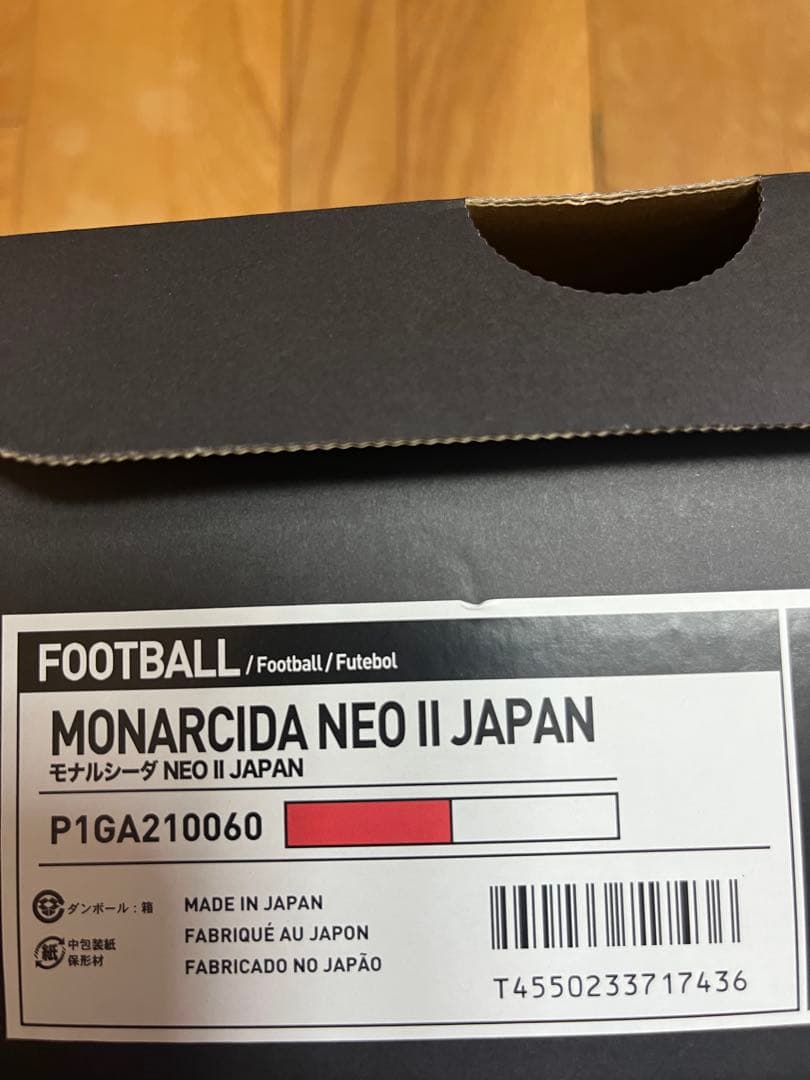 FOOTBALL / Football / Futebol
MONARCIDA NEO II JAPAN
モナルシーダ NEO II JAPAN
P1GA210060
ダンボール : 箱
紙 中包装紙
保形材
MADE IN JAPAN
FABRIQUÉ AU JAPON
FABRICADO NO JAPÃO
T4550233717436